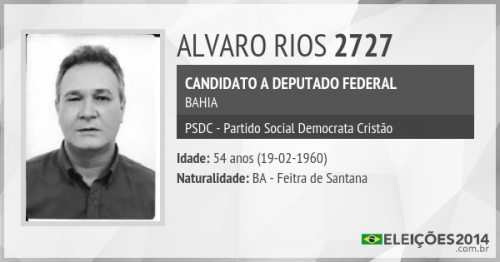 ALVARO RIOS 2727
CANDIDATO A DEPUTADO FEDERAL
BAHIA
PSDC - Partido Social Democrata Cristão
Idade: 54 anos (19-02-1960)
Naturalidade: BA - Feitra de Santana
ELEIÇÕES2014
.com.br